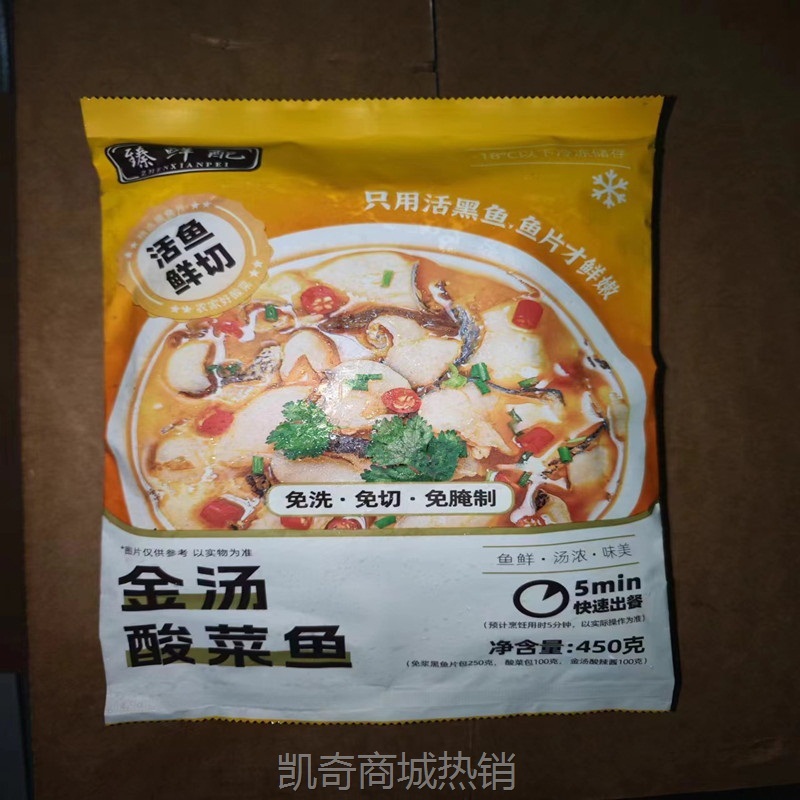 臻鲜配
ZHENXIANPEI
-18℃以下冷冻储存
只用活黑鱼,鱼片才鲜嫩
活鱼
鲜切
免洗·免切·免腌制
*图片仅供参考 以实物为准
鱼鲜·汤浓·味美
金汤
酸菜鱼
5min
快速出餐
(预计烹饪用时5分钟、以实际操作为准)
净含量:450克
(免浆黑鱼片包250克、酸菜包100克、金汤酸辣酱100克)
凯奇商城热销